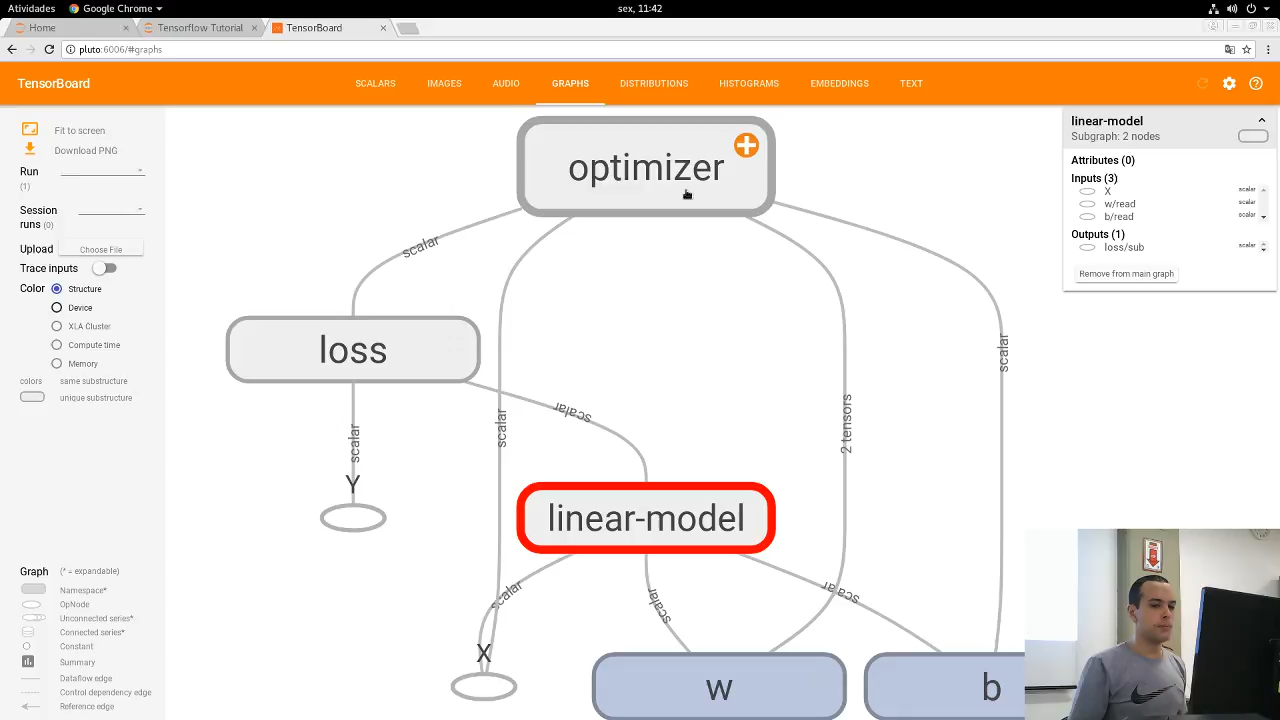 Atividades
Google Chrome
sex, 11:42
Home
Tensorflow Tutorial
TensorBoard
pluto:6006/#graphs
TensorBoard
SCALARS
IMAGES
AUDIO
GRAPHS
DISTRIBUTIONS
HISTOGRAMS
EMBEDDINGS
TEXT
Fit to screen
Download PNG
Run
(1)
Session
runs (0)
Upload
Choose File
Trace inputs
Color
Structure
Device
XLA Cluster
Compute time
Memory
colors
same substructure
unique substructure
Graph
(* = expandable)
Namespace*
OpNode
Unconnected series*
Connected series*
Constant
Summary
Dataflow edge
Control dependency edge
Reference edge
optimizer
scalar
loss
scalar
scalar
scalar
2 tensors
scalar
Y
linear-model
scalar
scalar
scalar
X
w
b
linear-model
Subgraph: 2 nodes
Attributes (0)
Inputs (3)
X
scalar
w/read
scalar
b/read
scalar
Outputs (1)
loss/sub
scalar
Remove from main graph